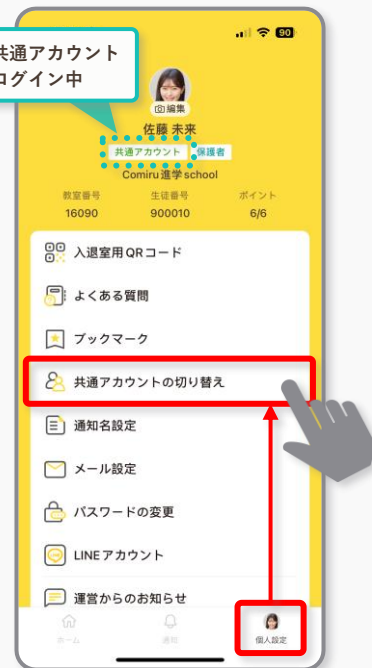 共通アカウント
ログイン中
90
編集
佐藤 未来
共通アカウント 保護者
Comiru進学school
教室番号 生徒番号 ポイント
16090 900010 6/6
入退室用QRコード
よくある質問
ブックマーク
共通アカウントの切り替え
通知名設定
メール設定
パスワードの変更
LINEアカウント
運営からのお知らせ
ホーム 通知 個人設定